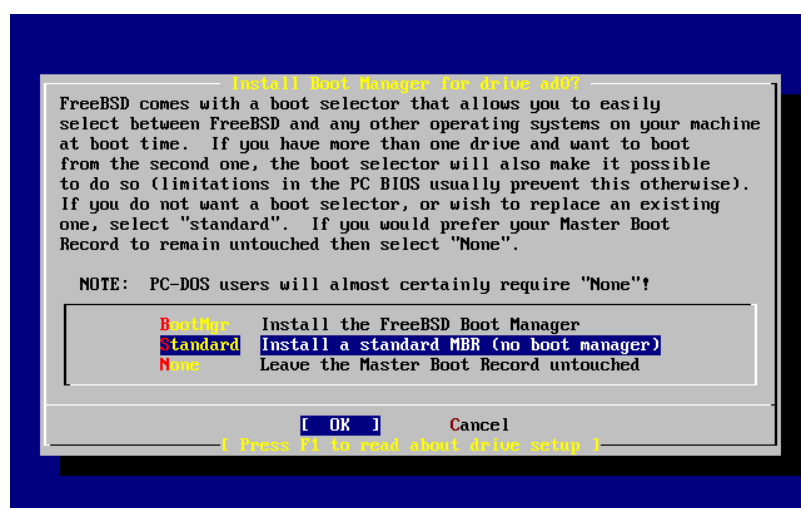 Install Boot Manager for drive ad0?
FreeBSD comes with a boot selector that allows you to easily
select between FreeBSD and any other operating systems on your machine
at boot time.  If you have more than one drive and want to boot
from the second one, the boot selector will also make it possible
to do so (limitations in the PC BIOS usually prevent this otherwise).
If you do not want a boot selector, or wish to replace an existing
one, select "standard".  If you would prefer your Master Boot
Record to remain untouched then select "None".
NOTE:  PC-DOS users will almost certainly require "None"!
BootMgr   Install the FreeBSD Boot Manager
Standard  Install a standard MBR (no boot manager)
None      Leave the Master Boot Record untouched
[  OK  ]     Cancel
[ Press F1 to read about drive setup ]